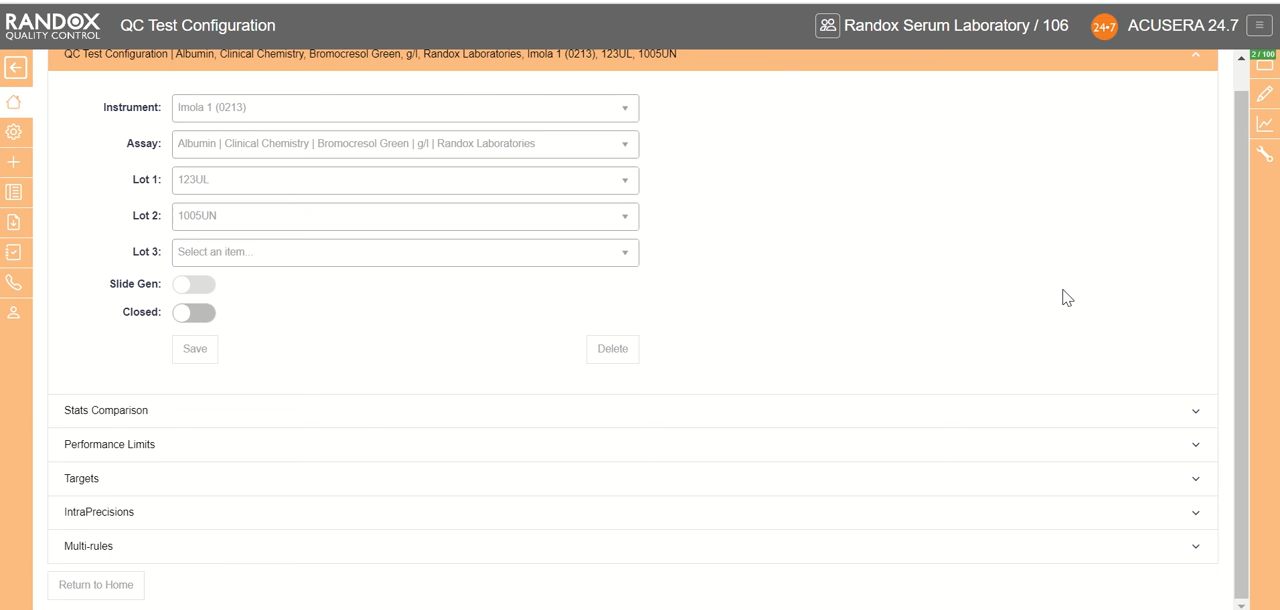 RANDOX
QUALITY CONTROL
QC Test Configuration
Randox Serum Laboratory / 106
24•7
ACUSERA 24.7
QC Test Configuration | Albumin, Clinical Chemistry, Bromocresol Green, g/l, Randox Laboratories, Imola 1 (0213), 123UL, 1005UN
2 / 100
Instrument: Imola 1 (0213)
Assay: Albumin | Clinical Chemistry | Bromocresol Green | g/l | Randox Laboratories
Lot 1: 123UL
Lot 2: 1005UN
Lot 3: Select an item...
Slide Gen:
Closed:
Save Delete
Stats Comparison
Performance Limits
Targets
IntraPrecisions
Multi-rules
Return to Home